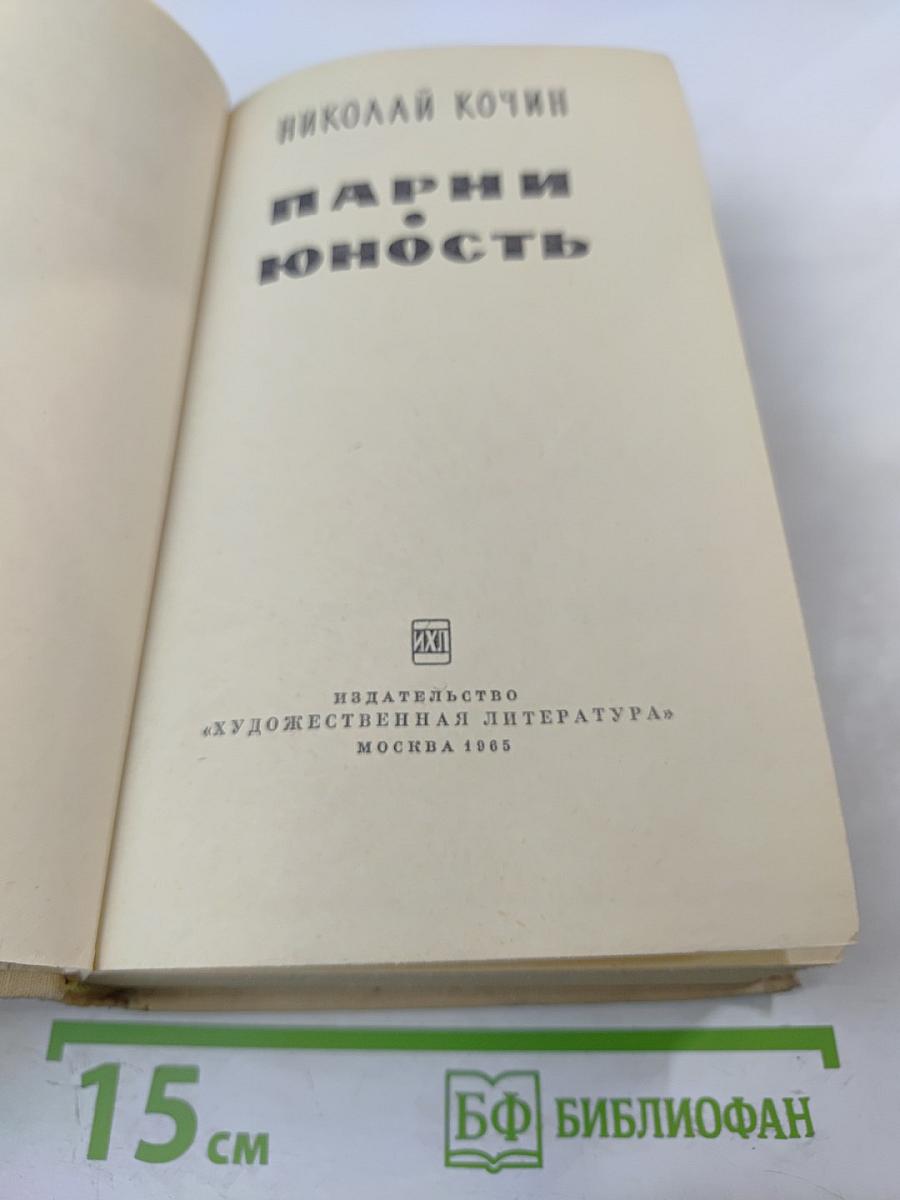 НИКОЛАЙ КОЧИН
ПАРНИ
•
ЮНОСТЬ
ИХЛ
ИЗДАТЕЛЬСТВО
«ХУДОЖЕСТВЕННАЯ ЛИТЕРАТУРА»
МОСКВА 1965
15 см
БФ БИБЛИОФАН